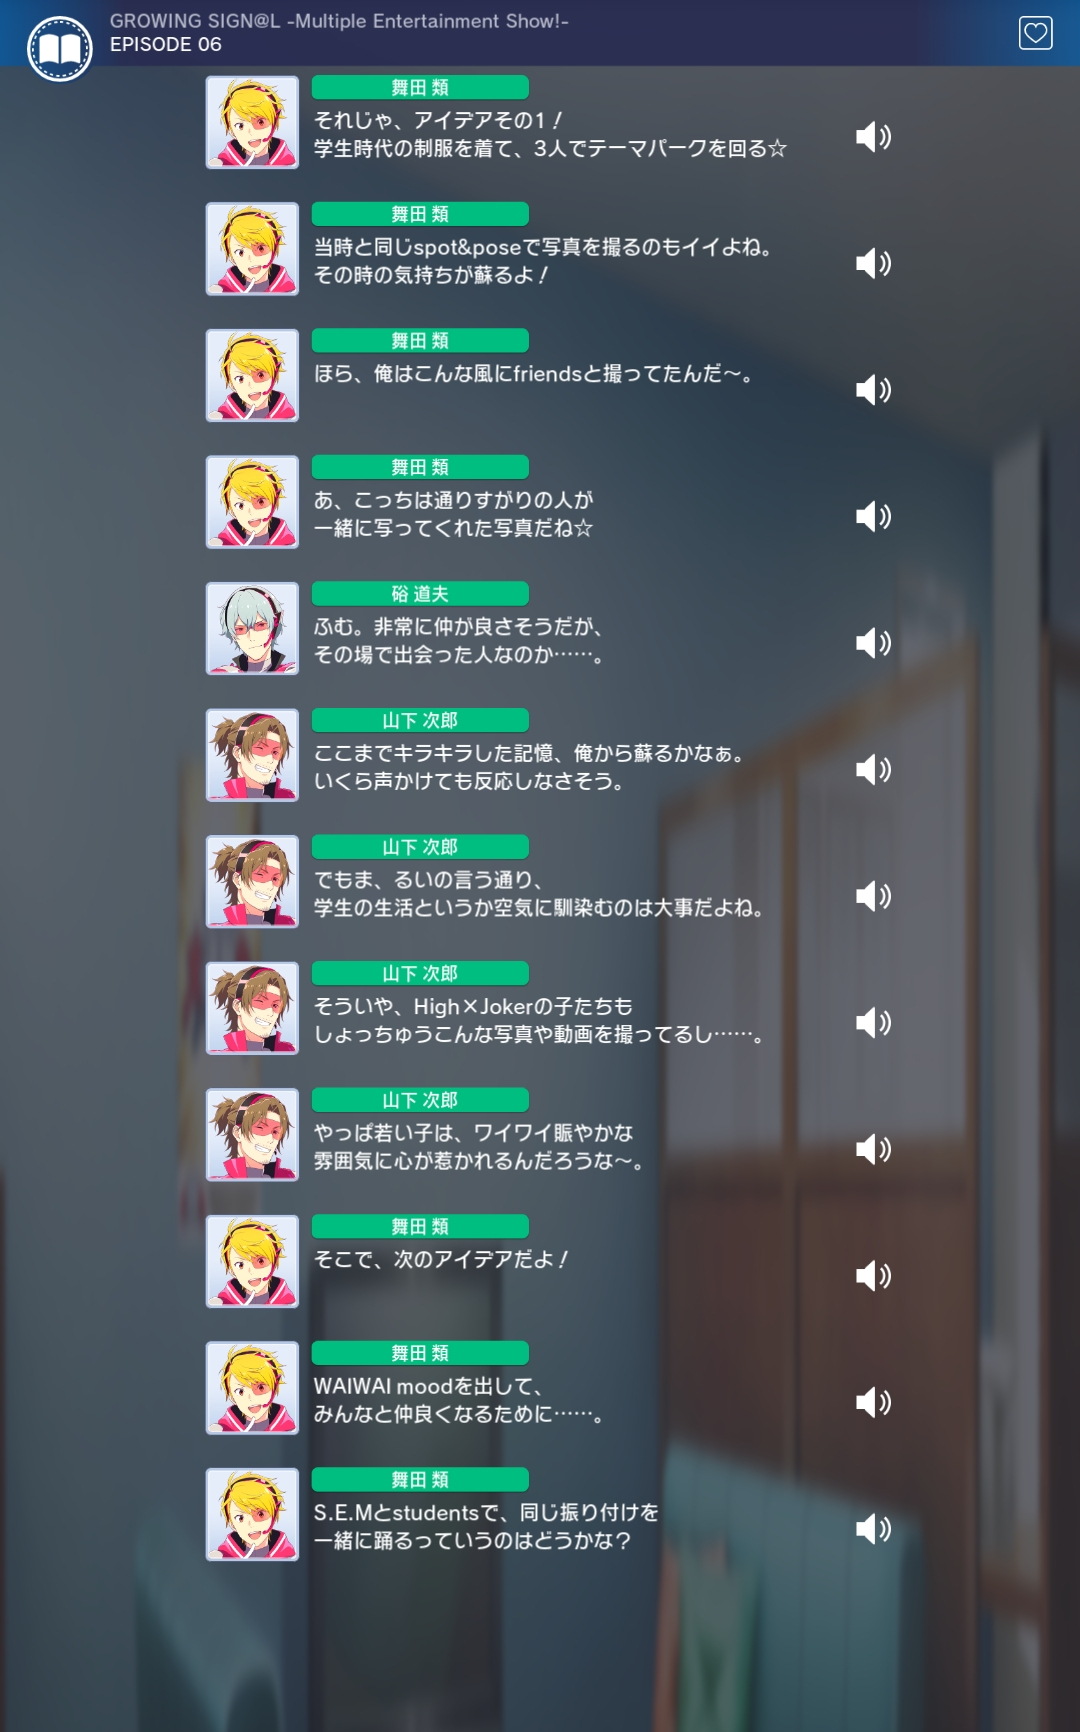 GROWING SIGN@L -Multiple Entertainment Show!-
EPISODE 06
舞田 類
それじゃ、アイデアその1！
学生時代の制服を着て、3人でテーマパークを回る☆
舞田 類
当時と同じspot&poseで写真を撮るのもイイよね。
その時の気持ちが蘇るよ！
舞田 類
ほら、俺はこんな風にfriendsと撮ってたんだ～。
舞田 類
あ、こっちは通りすがりの人が
一緒に写ってくれた写真だね☆
硲 道夫
ふむ。非常に仲が良さそうだが、
その場で出会った人なのか……。
山下 次郎
ここまでキラキラした記憶、俺から蘇るかなぁ。
いくら声かけても反応しなさそう。
山下 次郎
でもま、るいの言う通り、
学生の生活というか空気に馴染むのは大事だよね。
山下 次郎
そういや、High×Jokerの子たちも
しょっちゅうこんな写真や動画を撮ってるし……。
山下 次郎
やっぱ若い子は、ワイワイ賑やかな
雰囲気に心が惹かれるんだろうな～。
舞田 類
そこで、次のアイデアだよ！
舞田 類
WAIWAI moodを出して、
みんなと仲良くなるために……。
舞田 類
S.E.Mとstudentsで、同じ振り付けを
一緒に踊るっていうのはどうかな？